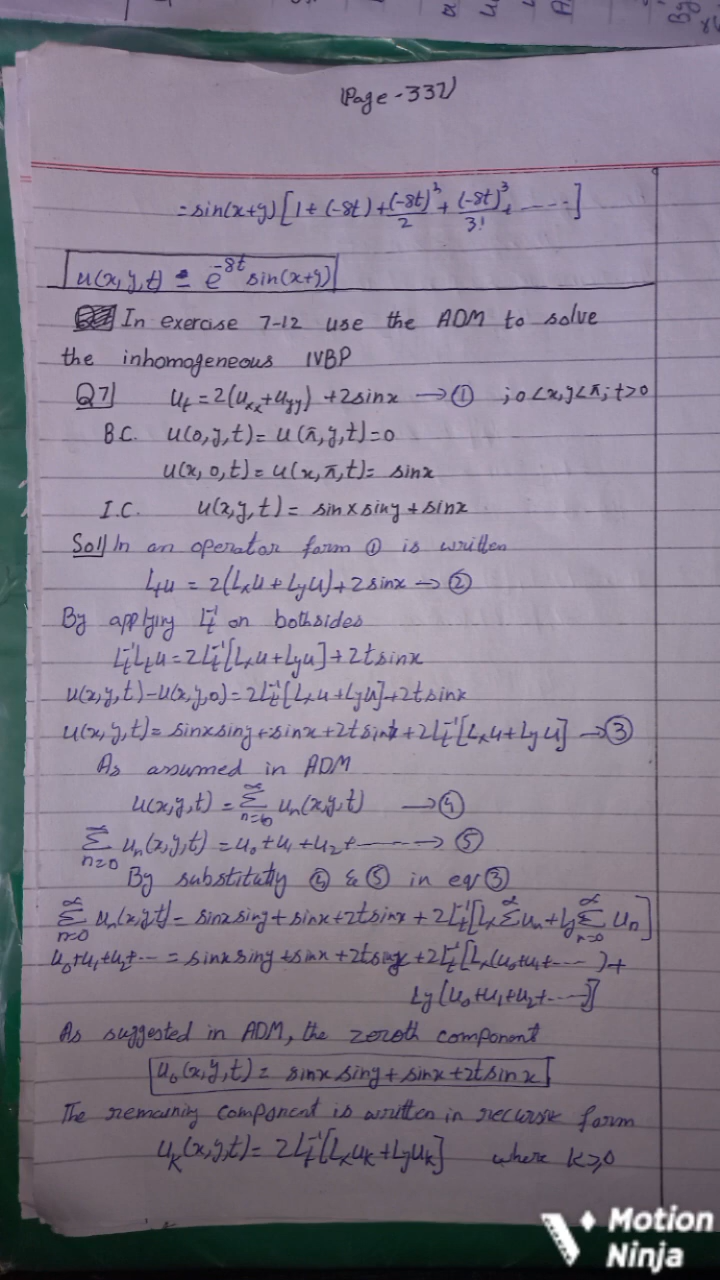 (Page-337)
= sin(x+y) [1 + (-8t) + (-8t)²/2 + (-8t)³/3! + -----]
u(x,y,t) = e^{-8t} sin(x+y)
In exercise 7-12 use the ADM to solve
the inhomogeneous IVBP
Q7) u_t = 2(u_xx + u_yy) + 2sinx → ① ; 0<x,y<π; t>0
B.C. u(0,y,t) = u(π,y,t) = 0
u(x,0,t) = u(x,π,t) = sinx
I.C. u(x,y,t) = sinx siny + sinx
Sol) In an operator form ① is written
L_t u = 2(L_x u + L_y u) + 2sinx → ②
By applying L_t^{-1} on bothsides
L_t^{-1} L_t u = 2L_t^{-1}[L_x u + L_y u] + 2t sinx
u(x,y,t) - u(x,y,0) = 2L_t^{-1}[L_x u + L_y u] + 2t sinx
u(x,y,t) = sinx siny + sinx + 2t sinx + 2L_t^{-1}[L_x u + L_y u] → ③
As assumed in ADM
u(x,y,t) = Σ_{n=0}^{∞} u_n(x,y,t) → ④
Σ_{n=0}^{∞} u_n(x,y,t) = u_0 + u_1 + u_2 + ------→ ⑤
By substitutiy ④ & ⑤ in eq ③
Σ_{n=0}^{∞} u_n(x,y,t) = sinx siny + sinx + 2t sinx + 2L_t^{-1}[L_x Σ^{∞} u_n + L_y Σ_{n=0}^{∞} u_n]
u_0 + u_1 + u_2 + --- = sinx siny + sinx + 2t sinx + 2L_t^{-1}[L_x(u_0 + u_1 + -----) +
L_y(u_0 + u_1 + u_2 + -----)]
As suggested in ADM, the zeroth component
u_0(x,y,t) = sinx siny + sinx + 2t sinx
The remaining component is written in recursk form
u_k(x,y,t) = 2L_t^{-1}[L_x u_k + L_y u_k] where k≥0
Motion
Ninja